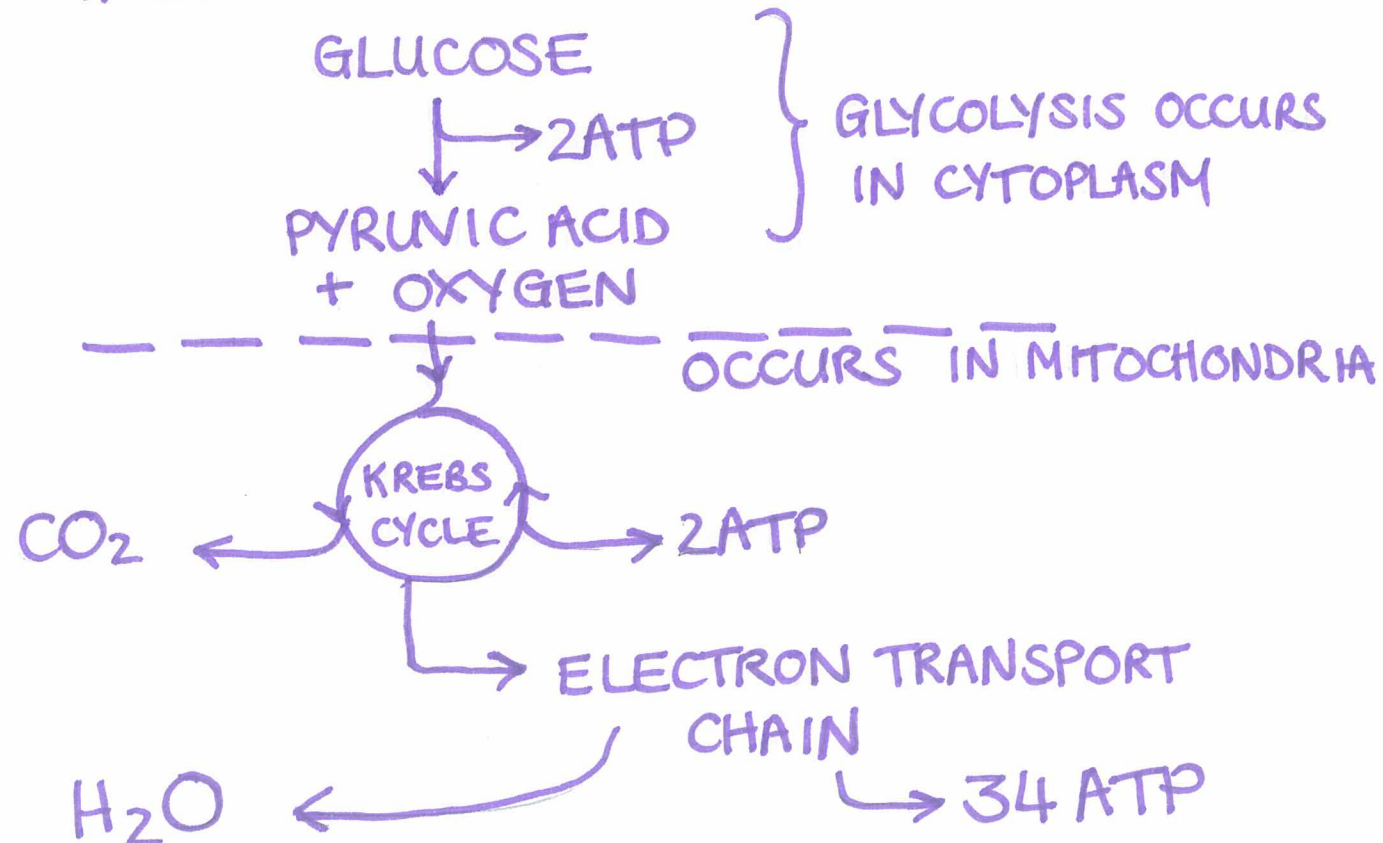 GLUCOSE
2ATP
GLYCOLYSIS OCCURS
IN CYTOPLASM
PYRUVIC ACID
+ OXYGEN
OCCURS IN MITOCHONDRIA
KREBS
CYCLE
CO₂
2ATP
ELECTRON TRANSPORT
CHAIN
H₂O
34 ATP